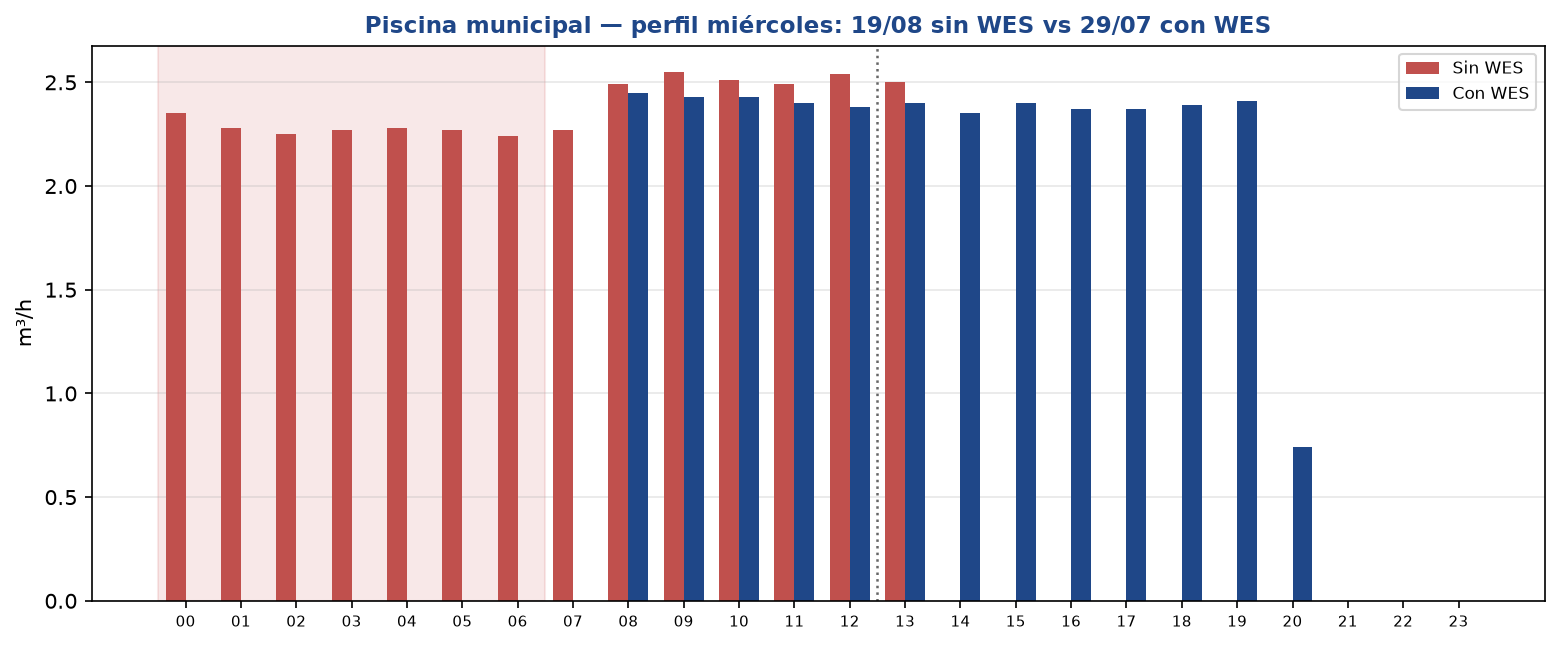 Piscina municipal — perfil miércoles: 19/08 sin WES vs 29/07 con WES
Sin WES
Con WES
m³/h
2.5
2.0
1.5
1.0
0.5
0.0
00 01 02 03 04 05 06 07 08 09 10 11 12 13 14 15 16 17 18 19 20 21 22 23